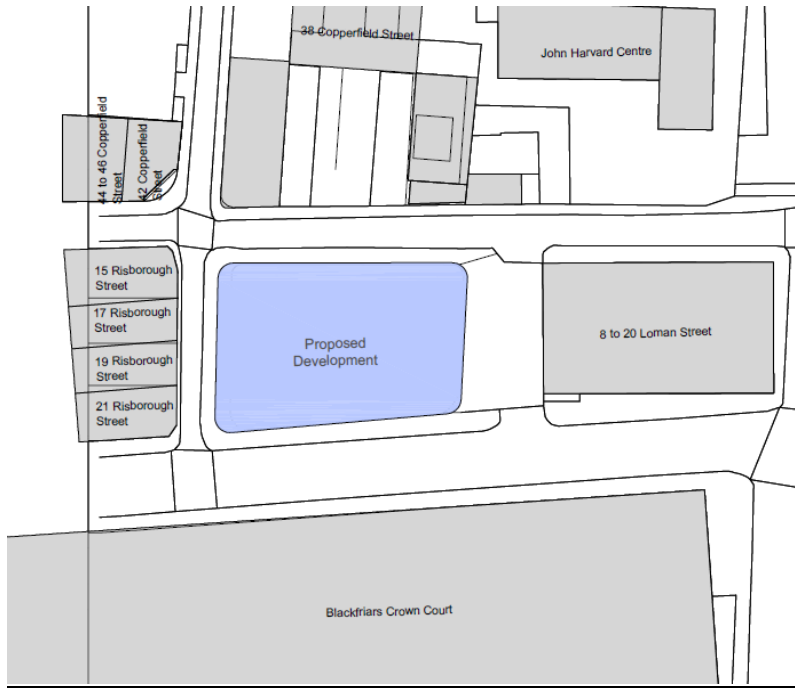 38 Copperfield Street
John Harvard Centre
44 to 46 Copperfield
Street
42 Copperfield
Street
15 Risborough
Street
17 Risborough
Street
19 Risborough
Street
21 Risborough
Street
Proposed
Development
8 to 20 Loman Street
Blackfriars Crown Court